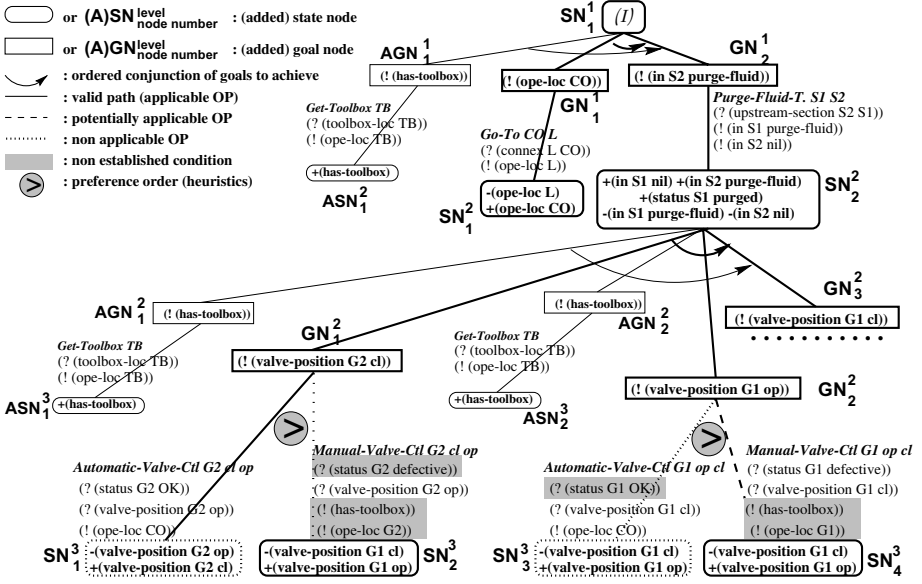 or (A)SN level node number : (added) state node
or (A)GN level node number : (added) goal node
: ordered conjunction of goals to achieve
: valid path (applicable OP)
: potentially applicable OP
: non applicable OP
: non established condition
> : preference order (heuristics)
SN 1 1 (I)
AGN 1 1
(! (has-toolbox))
(! (ope-loc CO))
GN 1 1
GN 1 2
(! (in S2 purge-fluid))
Get-Toolbox TB
(? (toolbox-loc TB))
(! (ope-loc TB))
+(has-toolbox)
ASN 2 1
Go-To CO L
(? (connex L CO))
(! (ope-loc L))
-(ope-loc L)
+(ope-loc CO)
SN 2 1
Purge-Fluid-T. S1 S2
(? (upstream-section S2 S1))
(! (in S1 purge-fluid))
(! (in S2 nil))
+(in S1 nil) +(in S2 purge-fluid)
+(status S1 purged)
-(in S1 purge-fluid) -(in S2 nil)
SN 2 2
AGN 2 1
(! (has-toolbox))
GN 2 1
(! (valve-position G2 cl))
(! (has-toolbox))
AGN 2 2
GN 2 3
(! (valve-position G1 cl))
Get-Toolbox TB
(? (toolbox-loc TB))
(! (ope-loc TB))
ASN 3 1
+(has-toolbox)
Get-Toolbox TB
(? (toolbox-loc TB))
(! (ope-loc TB))
+(has-toolbox)
ASN 3 2
(! (valve-position G1 op))
GN 2 2
>
>
Automatic-Valve-Ctl G2 cl op
(? (status G2 OK))
(? (valve-position G2 op))
(! (ope-loc CO))
SN 3 1
-(valve-position G2 op)
+(valve-position G2 cl)
Manual-Valve-Ctl G2 cl op
(? (status G2 defective))
(? (valve-position G2 op))
(! (has-toolbox))
(! (ope-loc G2))
-(valve-position G1 cl)
+(valve-position G1 op)
SN 3 2
Automatic-Valve-Ctl G1 op cl
(? (status G1 OK))
(? (valve-position G1 cl))
(! (ope-loc CO))
SN 3 3
-(valve-position G1 cl)
+(valve-position G1 op)
Manual-Valve-Ctl G1 op cl
(? (status G1 defective))
(? (valve-position G1 cl))
(! (has-toolbox))
(! (ope-loc G1))
-(valve-position G1 cl)
+(valve-position G1 op)
SN 3 4